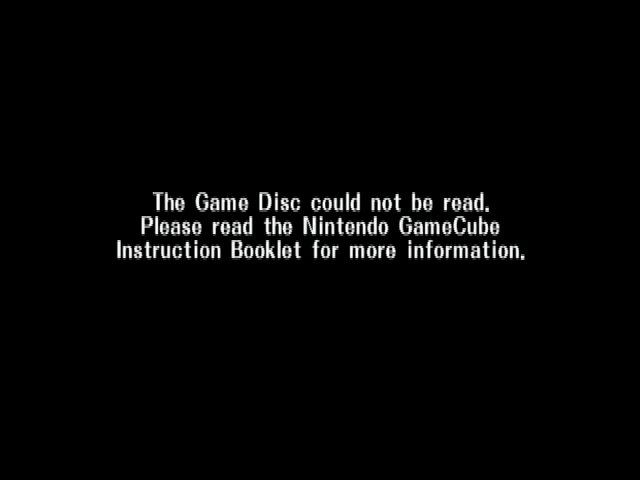 The Game Disc could not be read.
Please read the Nintendo GameCube
Instruction Booklet for more information.